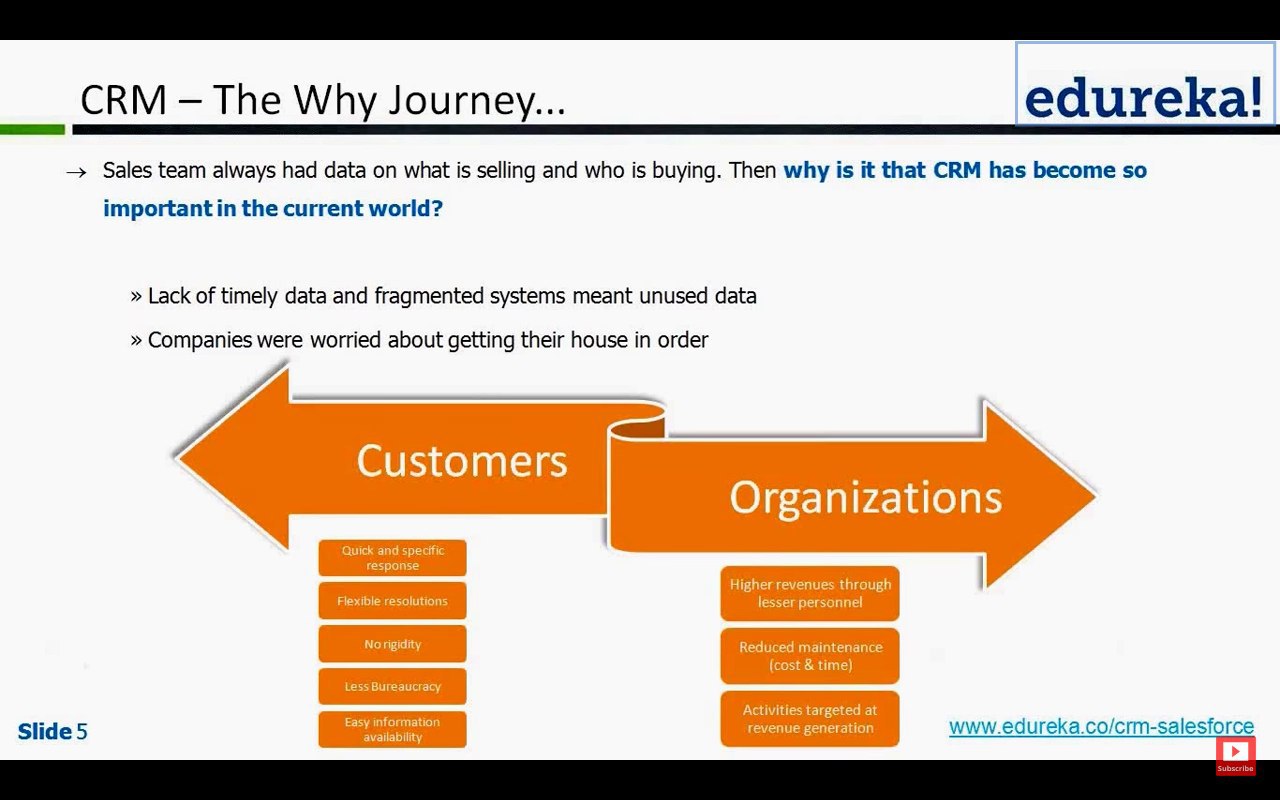 CRM – The Why Journey...
edureka!
→ Sales team always had data on what is selling and who is buying. Then why is it that CRM has become so
important in the current world?
» Lack of timely data and fragmented systems meant unused data
» Companies were worried about getting their house in order
Customers
Organizations
Quick and specific
response
Flexible resolutions
No rigidity
Less Bureaucracy
Easy information
availability
Higher revenues through
lesser personnel
Reduced maintenance
(cost & time)
Activities targeted at
revenue generation
Slide 5
www.edureka.co/crm-salesforce
Subscribe